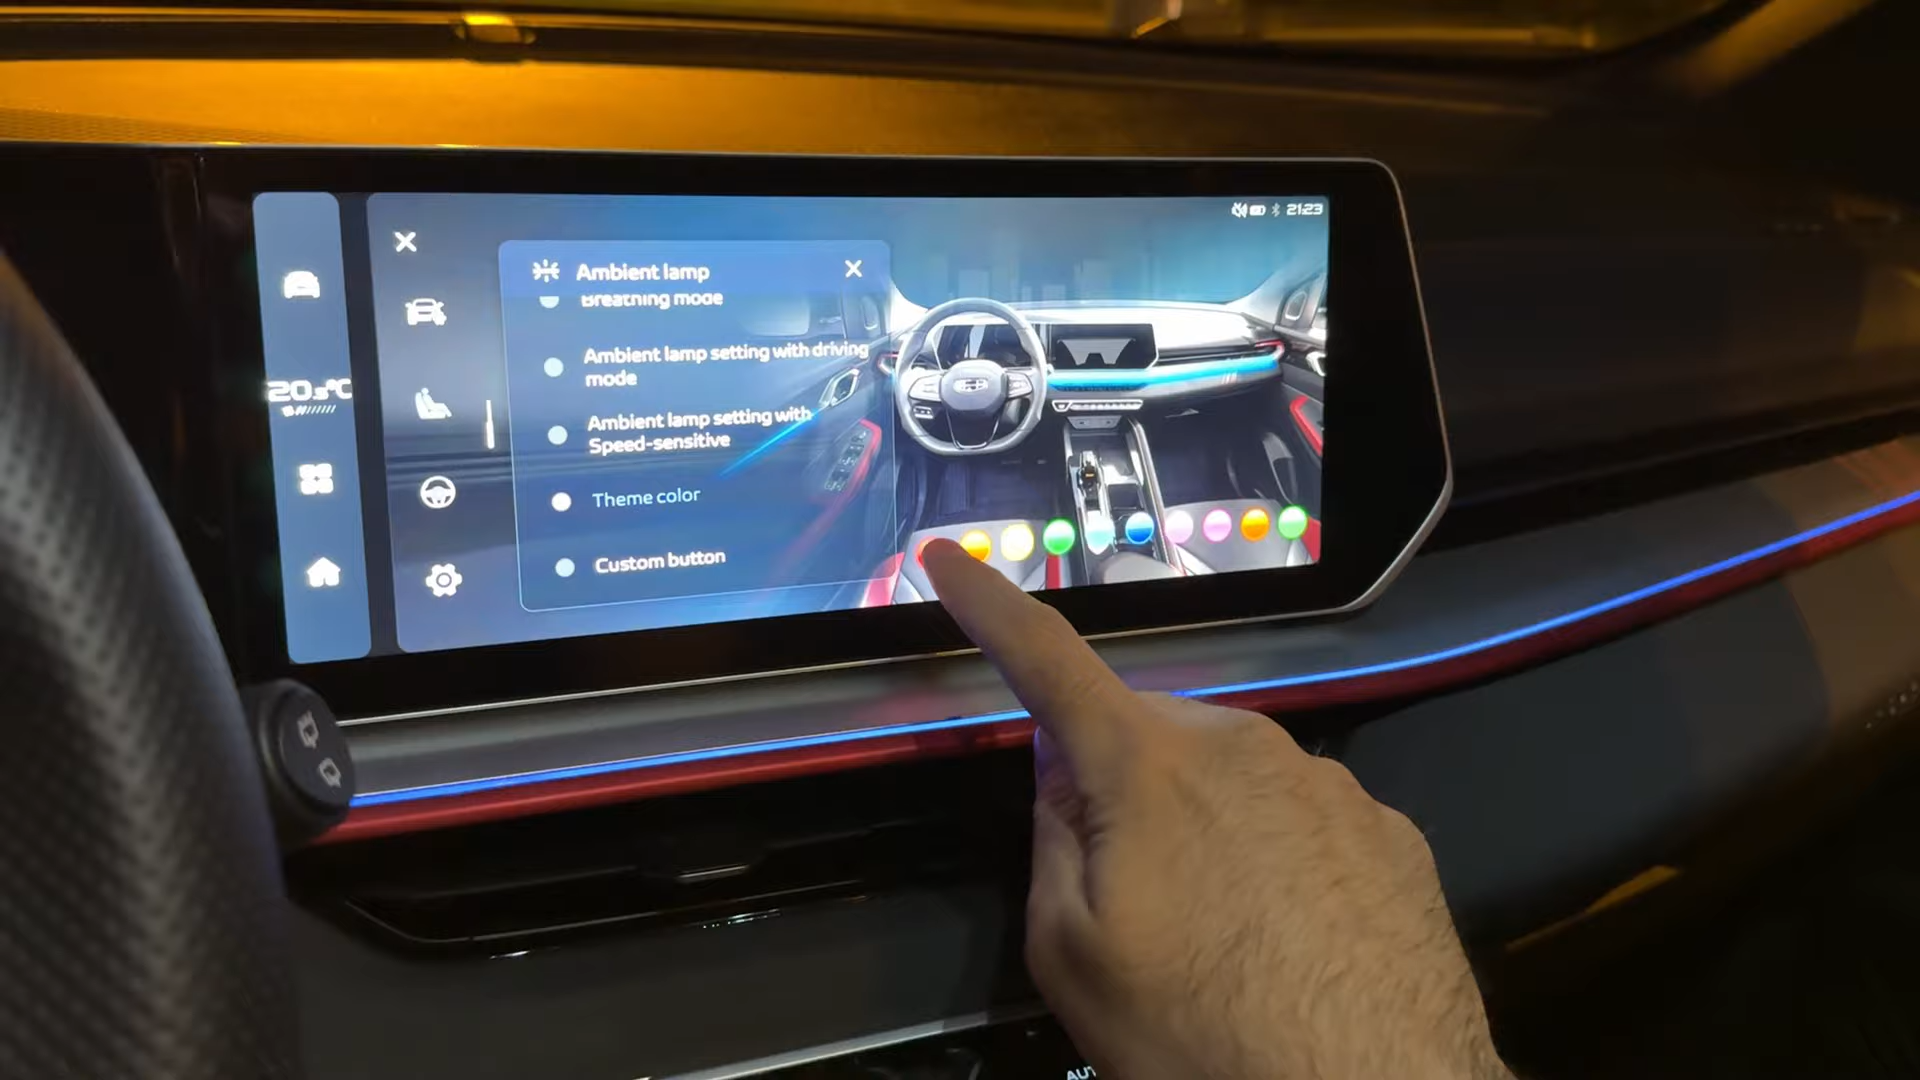 21:23
Ambient lamp
Breathing mode
Ambient lamp setting with driving
mode
20.5°C
Ambient lamp setting with
Speed-sensitive
Theme color
Custom button
AUT